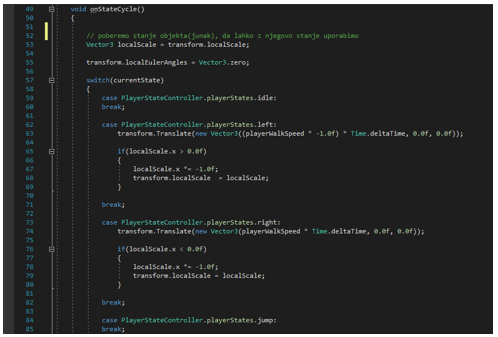 49 void onStateCycle()
50 {
51
52 // poberemo stanje objekta(junak), da lahko z njegovo stanje uporabimo
53 Vector3 localScale = transform.localScale;
54
55 transform.localEulerAngles = Vector3.zero;
56
57 switch(currentState)
58 {
59 case PlayerStateController.playerStates.idle:
60 break;
61
62 case PlayerStateController.playerStates.left:
63 transform.Translate(new Vector3((playerWalkSpeed * -1.0f) * Time.deltaTime, 0.0f, 0.0f));
64
65 if(localScale.x > 0.0f)
66 {
67 localScale.x *= -1.0f;
68 transform.localScale  = localScale;
69 }
70
71 break;
72
73 case PlayerStateController.playerStates.right:
74 transform.Translate(new Vector3(playerWalkSpeed * Time.deltaTime, 0.0f, 0.0f));
75
76 if(localScale.x < 0.0f)
77 {
78 localScale.x *= -1.0f;
79 transform.localScale = localScale;
80 }
81
82 break;
83
84 case PlayerStateController.playerStates.jump:
85 break;